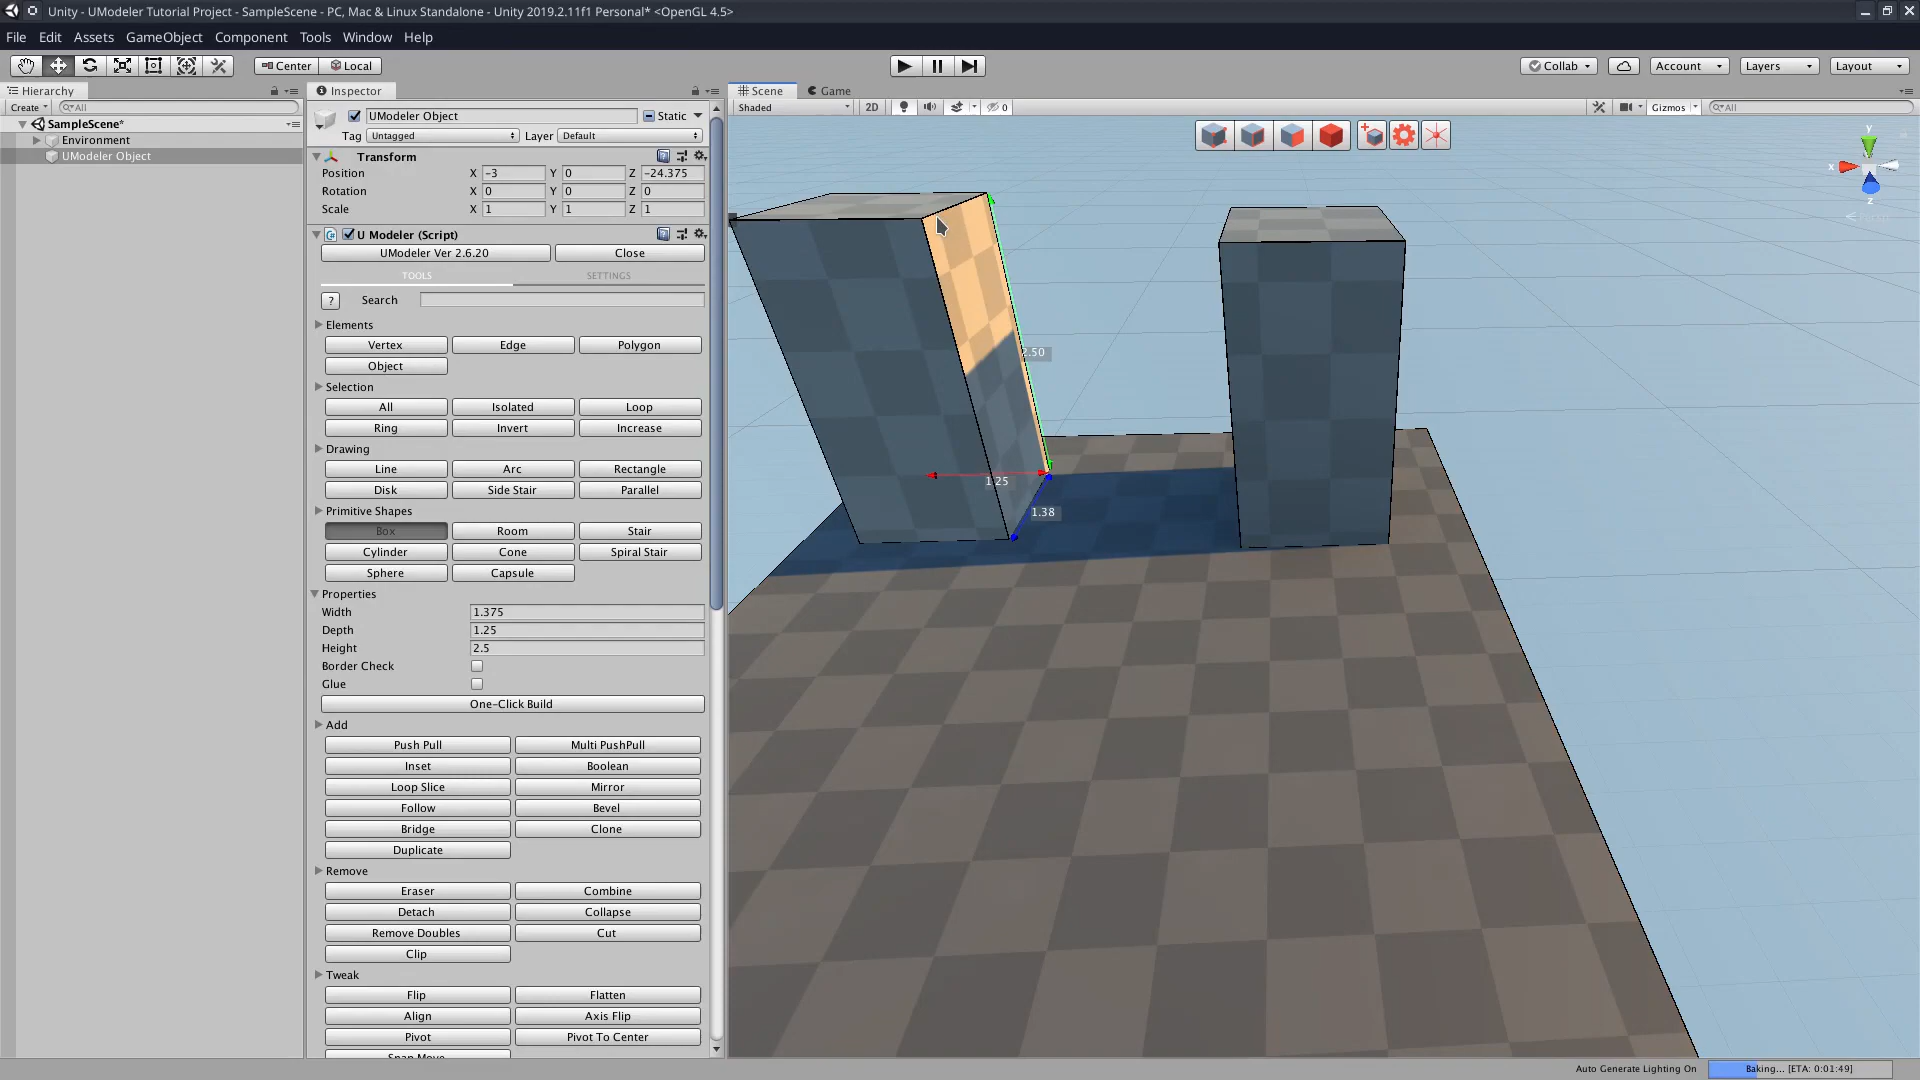 Unity - UModeler Tutorial Project - SampleScene - PC, Mac & Linux Standalone - Unity 2019.2.11f1 Personal* <OpenGL 4.5>
File Edit Assets GameObject Component Tools Window Help
Center Local Collab Account Layers Layout
Hierarchy Inspector Scene Game
Create All Shaded 2D 0 Gizmos All
SampleScene*
Environment
UModeler Object
UModeler Object Static
Tag Untagged Layer Default
Transform
Position X -3 Y 0 Z -24.375
Rotation X 0 Y 0 Z 0
Scale X 1 Y 1 Z 1
U Modeler (Script)
UModeler Ver 2.6.20 Close
TOOLS SETTINGS
? Search
Elements
Vertex Edge Polygon
Object
Selection
All Isolated Loop
Ring Invert Increase
Drawing
Line Arc Rectangle
Disk Side Stair Parallel
Primitive Shapes
Box Room Stair
Cylinder Cone Spiral Stair
Sphere Capsule
Properties
Width 1.375
Depth 1.25
Height 2.5
Border Check
Glue
One-Click Build
Add
Push Pull Multi PushPull
Inset Boolean
Loop Slice Mirror
Follow Bevel
Bridge Clone
Duplicate
Remove
Eraser Combine
Detach Collapse
Remove Doubles Cut
Clip
Tweak
Flip Flatten
Align Axis Flip
Pivot Pivot To Center
Snap Move
y
x
z
2.50
1.25
1.38
Auto Generate Lighting On Baking... [ETA: 0:01:49]